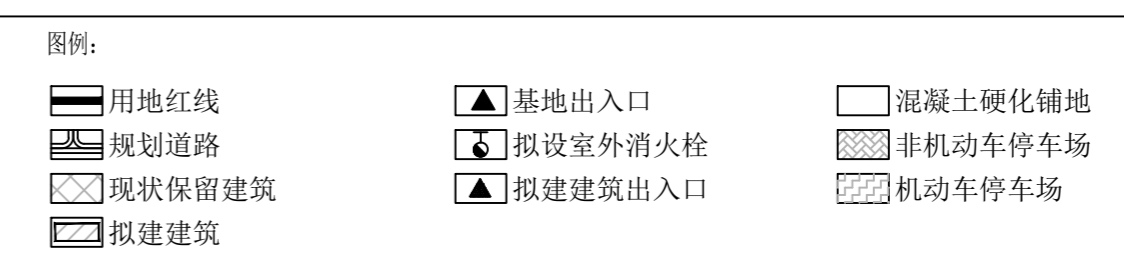 图例：
用地红线
规划道路
现状保留建筑
拟建建筑
基地出入口
拟设室外消火栓
拟建建筑出入口
混凝土硬化铺地
非机动车停车场
机动车停车场